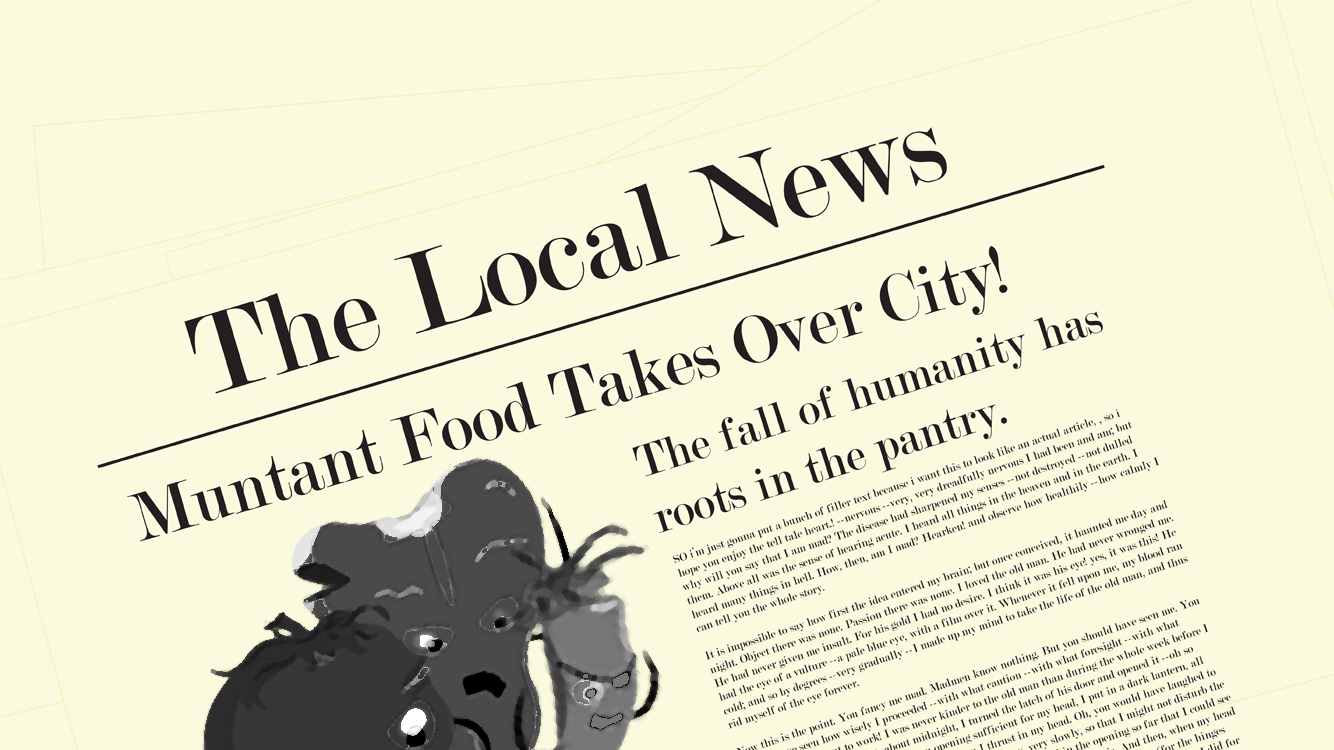 The Local News
Muntant Food Takes Over City!
The fall of humanity has
roots in the pantry.
SO i'm just gonna put a bunch of filler text because i want this to look like an actual article, , so i
hope you enjoy the tell tale heart.! --nervous --very, very dreadfully nervous I had been and am; but
why will you say that I am mad? The disease had sharpened my senses --not destroyed --not dulled
them. Above all was the sense of hearing acute. I heard all things in the heaven and in the earth. I
heard many things in hell. How, then, am I mad? Hearken! and observe how healthily --how calmly I
can tell you the whole story.
It is impossible to say how first the idea entered my brain; but once conceived, it haunted me day and
night. Object there was none. Passion there was none. I loved the old man. He had never wronged me.
He had never given me insult. For his gold I had no desire. I think it was his eye! yes, it was this! He
had the eye of a vulture --a pale blue eye, with a film over it. Whenever it fell upon me, my blood ran
cold; and so by degrees --very gradually --I made up my mind to take the life of the old man, and thus
rid myself of the eye forever.
Now this is the point. You fancy me mad. Madmen know nothing. But you should have seen me. You
seen how wisely I proceeded --with what caution --with what foresight --with what
to work! I was never kinder to the old man than during the whole week before I
about midnight, I turned the latch of his door and opened it --oh so
opening sufficient for my head, I put in a dark lantern, all
I thrust in my head. Oh, you would have laughed to
very slowly, so that I might not disturb the
in the opening so far that I could see
and then, when my head
for the hinges